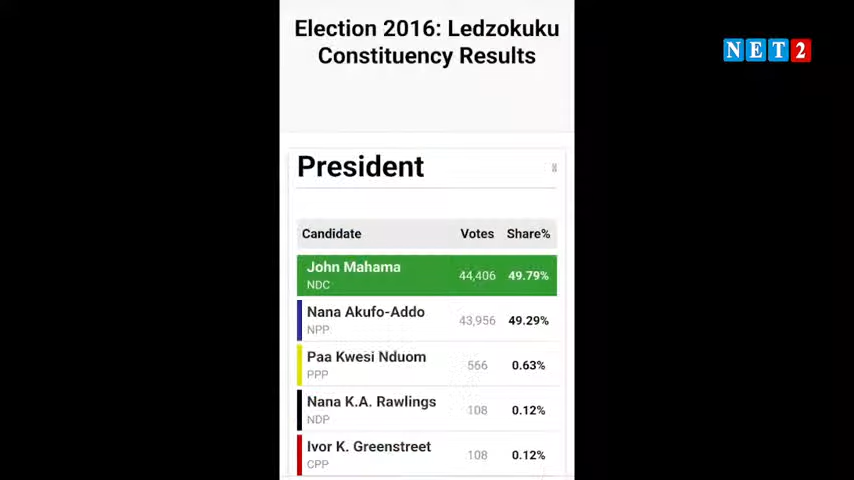 Election 2016: Ledzokuku
Constituency Results
NET2
President
Candidate Votes Share%
John Mahama 44,406 49.79%
NDC
Nana Akufo-Addo 43,956 49.29%
NPP
Paa Kwesi Nduom 566 0.63%
PPP
Nana K.A. Rawlings 108 0.12%
NDP
Ivor K. Greenstreet 108 0.12%
CPP